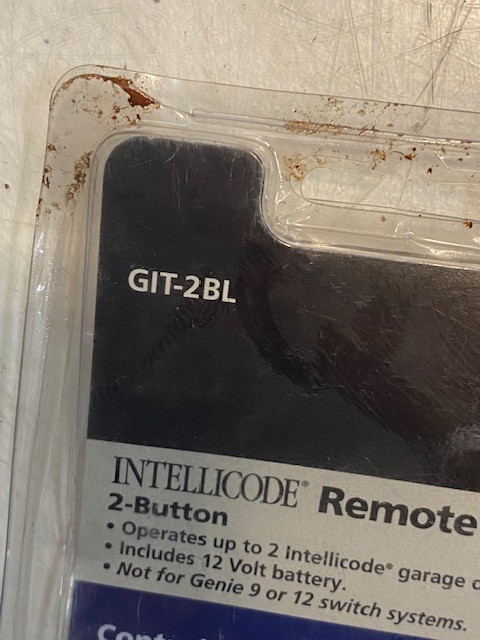 GIT-2BL
INTELLICODE® Remote
2-Button
• Operates up to 2 intellicode® garage
• Includes 12 Volt battery.
• Not for Genie 9 or 12 switch systems.